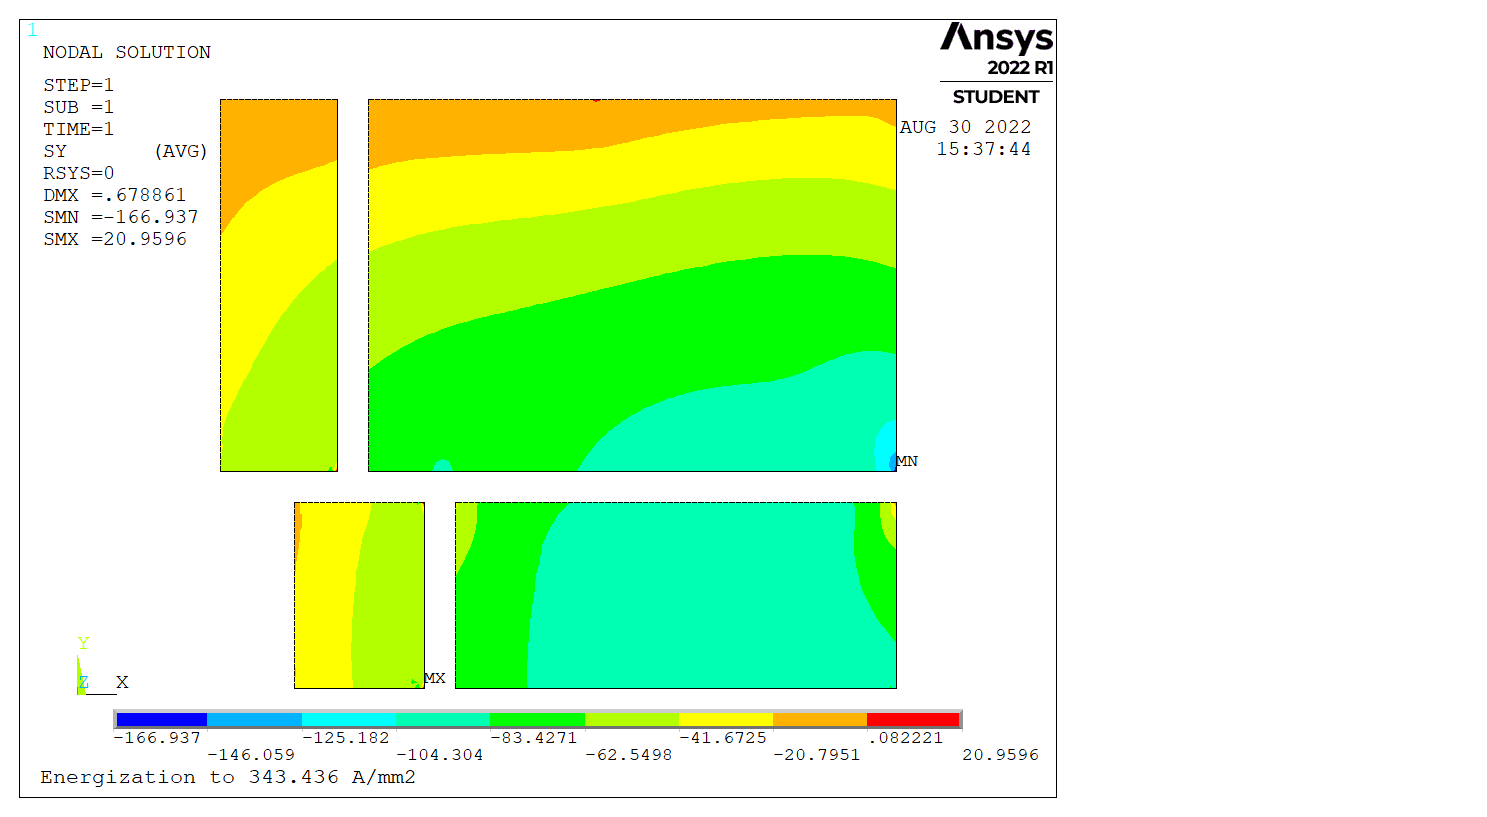 1
NODAL SOLUTION
STEP=1
SUB =1
TIME=1
SY (AVG)
RSYS=0
DMX =.678861
SMN =-166.937
SMX =20.9596
Ansys
2022 R1
STUDENT
AUG 30 2022
15:37:44
MN
MX
Y
Z X
-166.937 -125.182 -83.4271 -41.6725 .082221
-146.059 -104.304 -62.5498 -20.7951 20.9596
Energization to 343.436 A/mm2